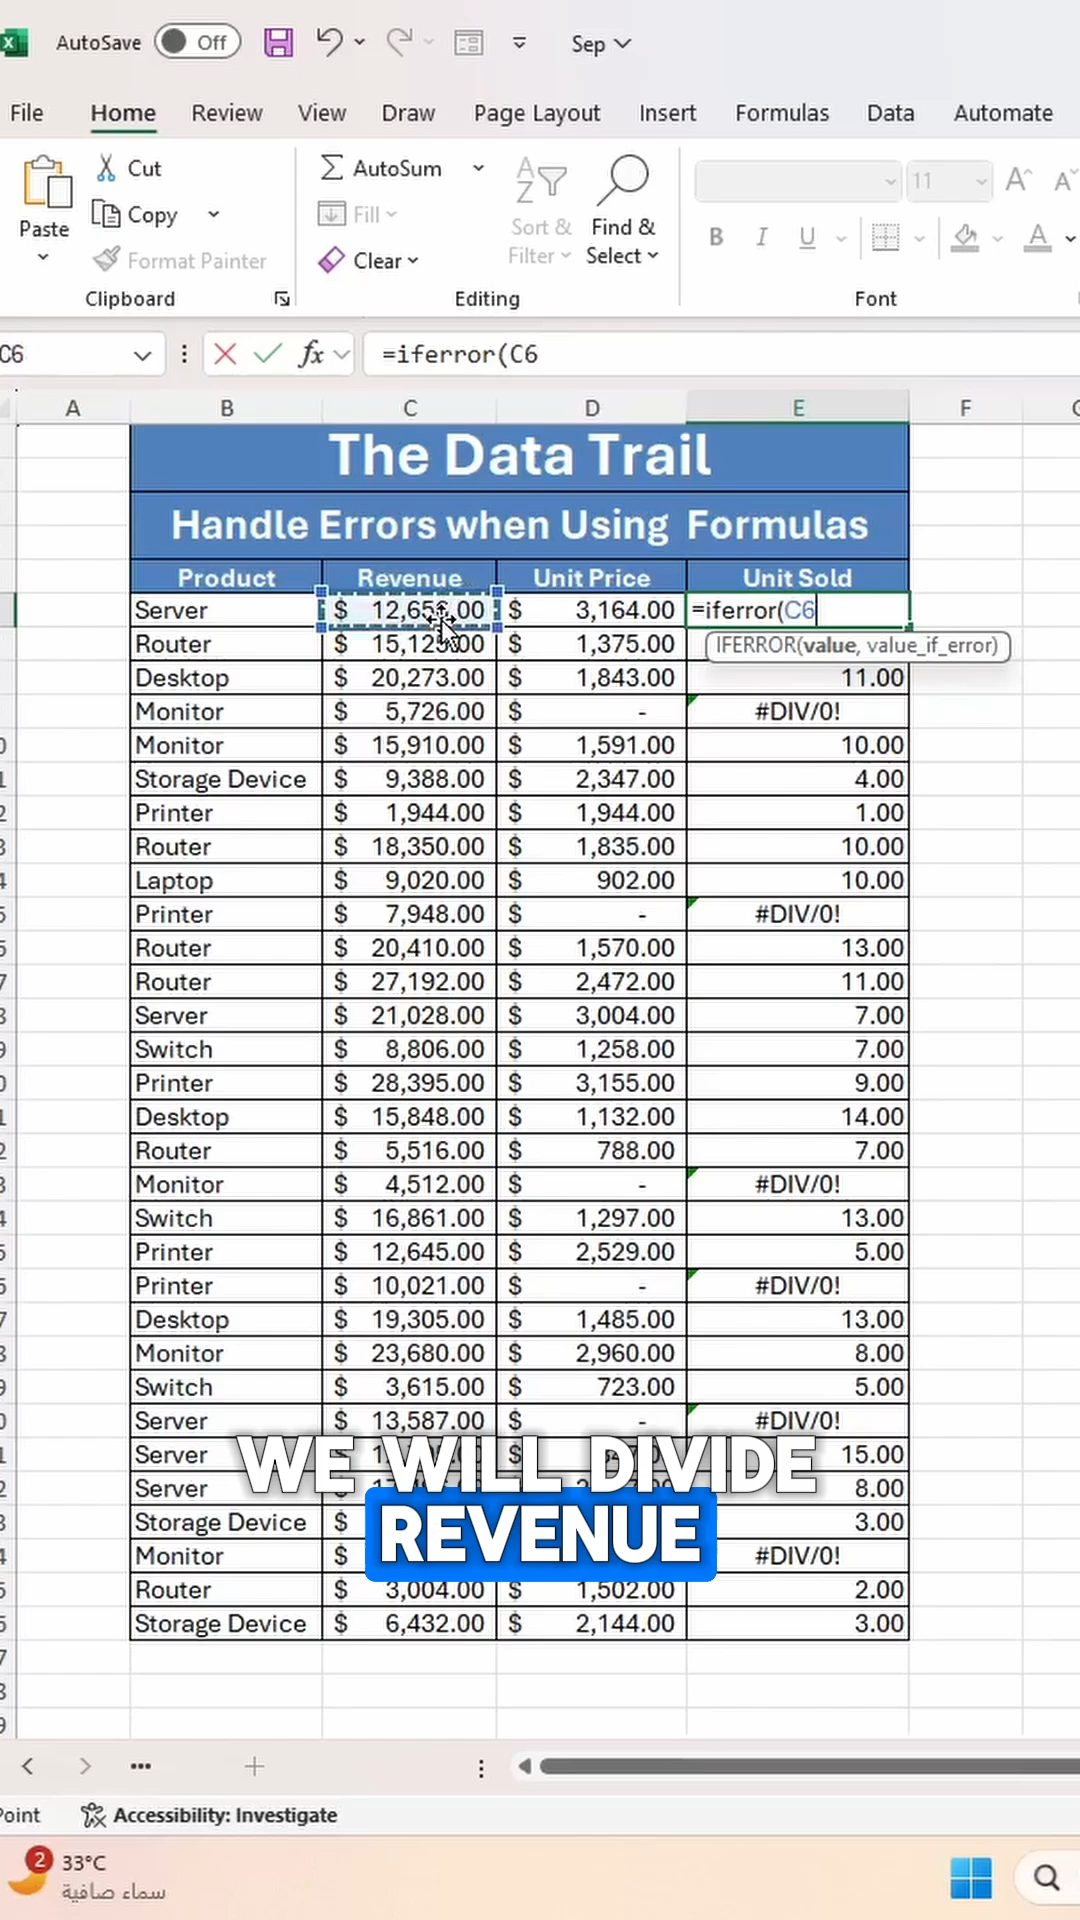 AutoSave Off Sep
File Home Review View Draw Page Layout Insert Formulas Data Automate
Paste Cut Copy Format Painter
Clipboard
AutoSum Fill Clear
Sort & Filter Find & Select
Editing
11 A A
B I U A
Font
C6 fx =iferror(C6
A B C D E F
The Data Trail
Handle Errors when Using Formulas
Product Revenue Unit Price Unit Sold
Server $ $ 3,164.00 =iferror(C6
Router $ $ 1,375.00 IFERROR(value, value_if_error)
Desktop $ 20,273.00 $ 1,843.00 11.00
Monitor $ 5,726.00 $ - #DIV/0!
Monitor $ 15,910.00 $ 1,591.00 10.00
Storage Device $ 9,388.00 $ 2,347.00 4.00
Printer $ 1,944.00 $ 1,944.00 1.00
Router $ 18,350.00 $ 1,835.00 10.00
Laptop $ 9,020.00 $ 902.00 10.00
Printer $ 7,948.00 $ - #DIV/0!
Router $ 20,410.00 $ 1,570.00 13.00
Router $ 27,192.00 $ 2,472.00 11.00
Server $ 21,028.00 $ 3,004.00 7.00
Switch $ 8,806.00 $ 1,258.00 7.00
Printer $ 28,395.00 $ 3,155.00 9.00
Desktop $ 15,848.00 $ 1,132.00 14.00
Router $ 5,516.00 $ 788.00 7.00
Monitor $ 4,512.00 $ - #DIV/0!
Switch $ 16,861.00 $ 1,297.00 13.00
Printer $ 12,645.00 $ 2,529.00 5.00
Printer $ 10,021.00 $ - #DIV/0!
Desktop $ 19,305.00 $ 1,485.00 13.00
Monitor $ 23,680.00 $ 2,960.00 8.00
Switch $ 3,615.00 $ 723.00 5.00
Server $ 13,587.00 $ - #DIV/0!
Server 15.00
WE WILL DIVIDE
Server 8.00
Storage Device $ 3.00
REVENUE
Monitor $ #DIV/0!
Router $ 3,004.00 $ 1,502.00 2.00
Storage Device $ 6,432.00 $ 2,144.00 3.00
Point Accessibility: Investigate
2 33°C
سماء صافية